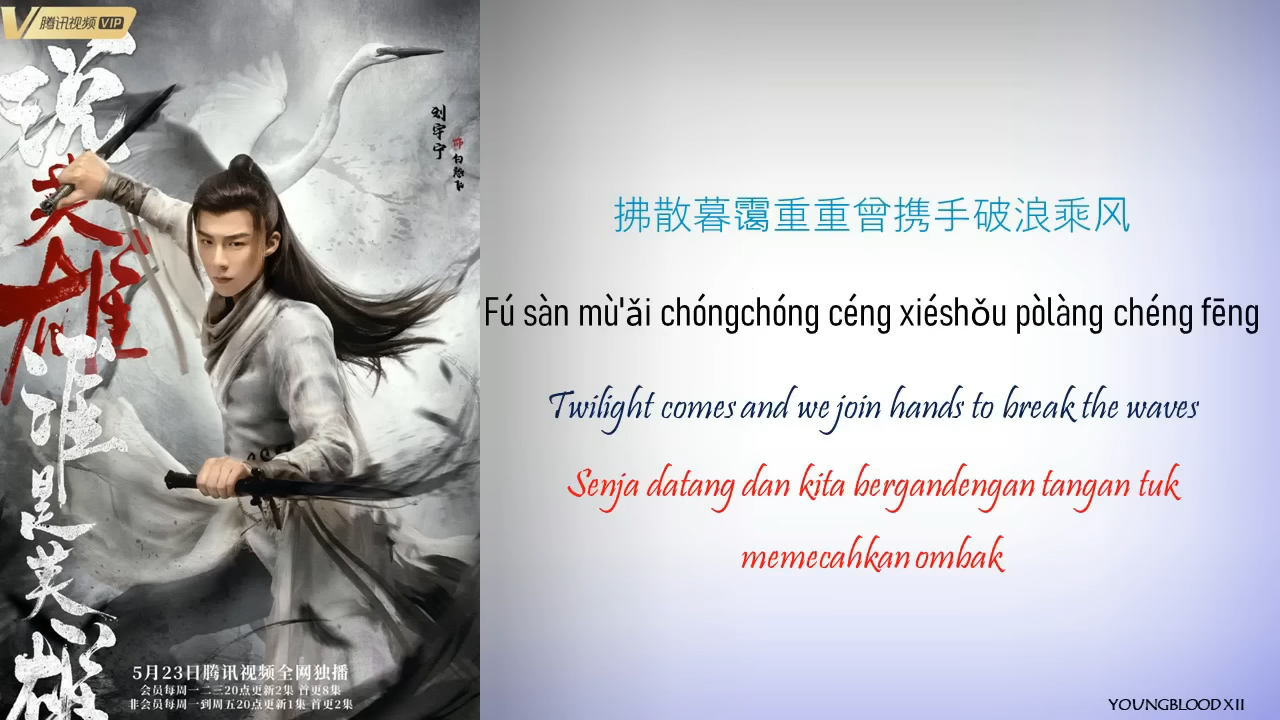 腾讯视频 VIP
说英雄谁是英雄
刘宇宁
饰 白愁飞
5月23日腾讯视频全网独播
会员每周一二三20点更新2集 首更8集
非会员每周一到周五20点更新1集 首更2集
拂散暮霭重重曾携手破浪乘风
Fú sàn mù'ǎi chóngchóng céng xiéshǒu pòlàng chéng fēng
Twilight comes and we join hands to break the waves
Senja datang dan kita bergandengan tangan tuk
memecahkan ombak
YOUNGBLOOD XII